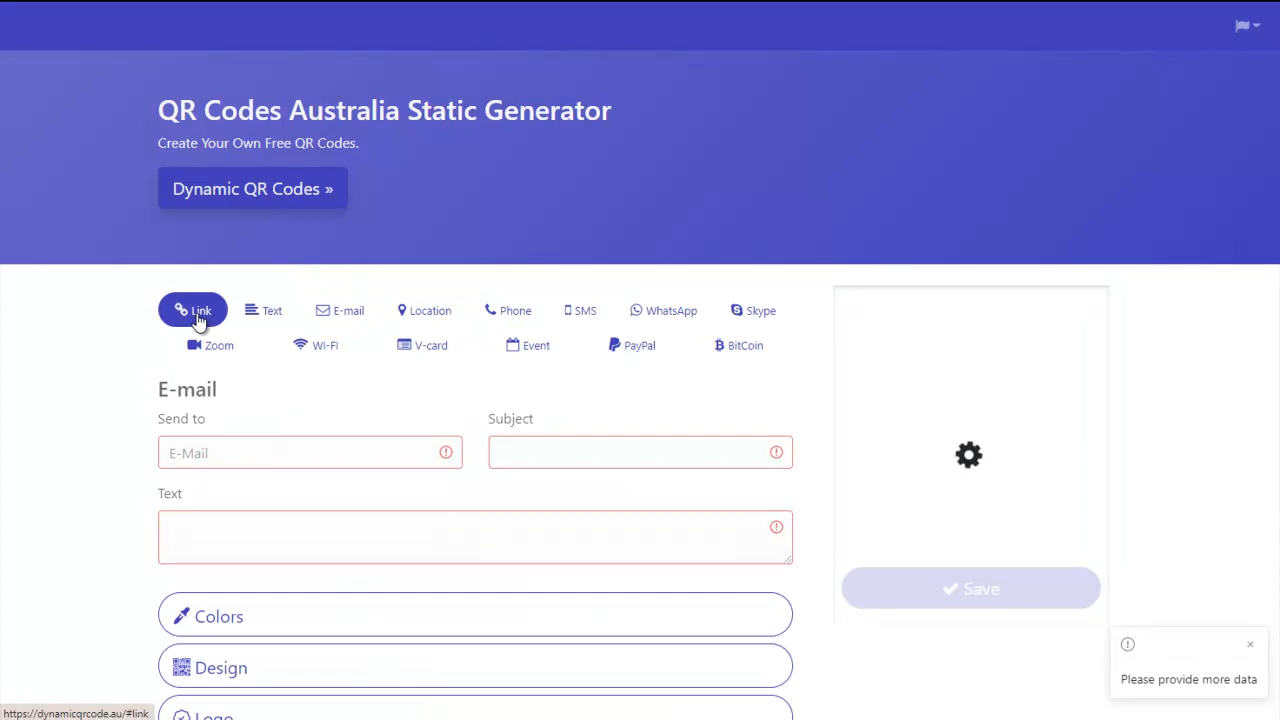 QR Codes Australia Static Generator
Create Your Own Free QR Codes.
Dynamic QR Codes »
Link Text E-mail Location Phone SMS WhatsApp Skype
Zoom WI-FI V-card Event PayPal BitCoin
E-mail
Send to Subject
E-Mail
Text
Colors
Design
Logo
Save
Please provide more data
https://dynamicqrcode.au/#link